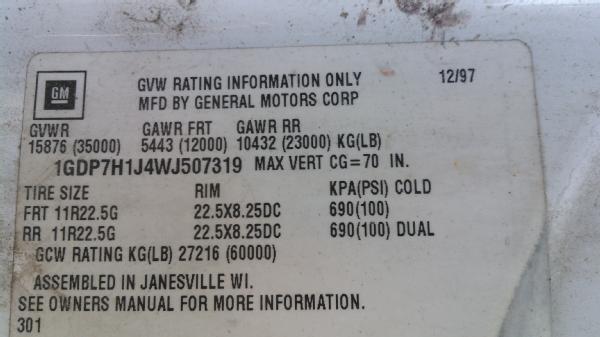 GM
GVW RATING INFORMATION ONLY 12/97
MFD BY GENERAL MOTORS CORP
GVWR GAWR FRT GAWR RR
15876 (35000) 5443 (12000) 10432 (23000) KG(LB)
1GDP7H1J4WJ507319 MAX VERT CG=70 IN.
TIRE SIZE RIM KPA(PSI) COLD
FRT 11R22.5G 22.5X8.25DC 690(100)
RR 11R22.5G 22.5X8.25DC 690(100) DUAL
GCW RATING KG(LB) 27216 (60000)
ASSEMBLED IN JANESVILLE WI.
SEE OWNERS MANUAL FOR MORE INFORMATION.
301